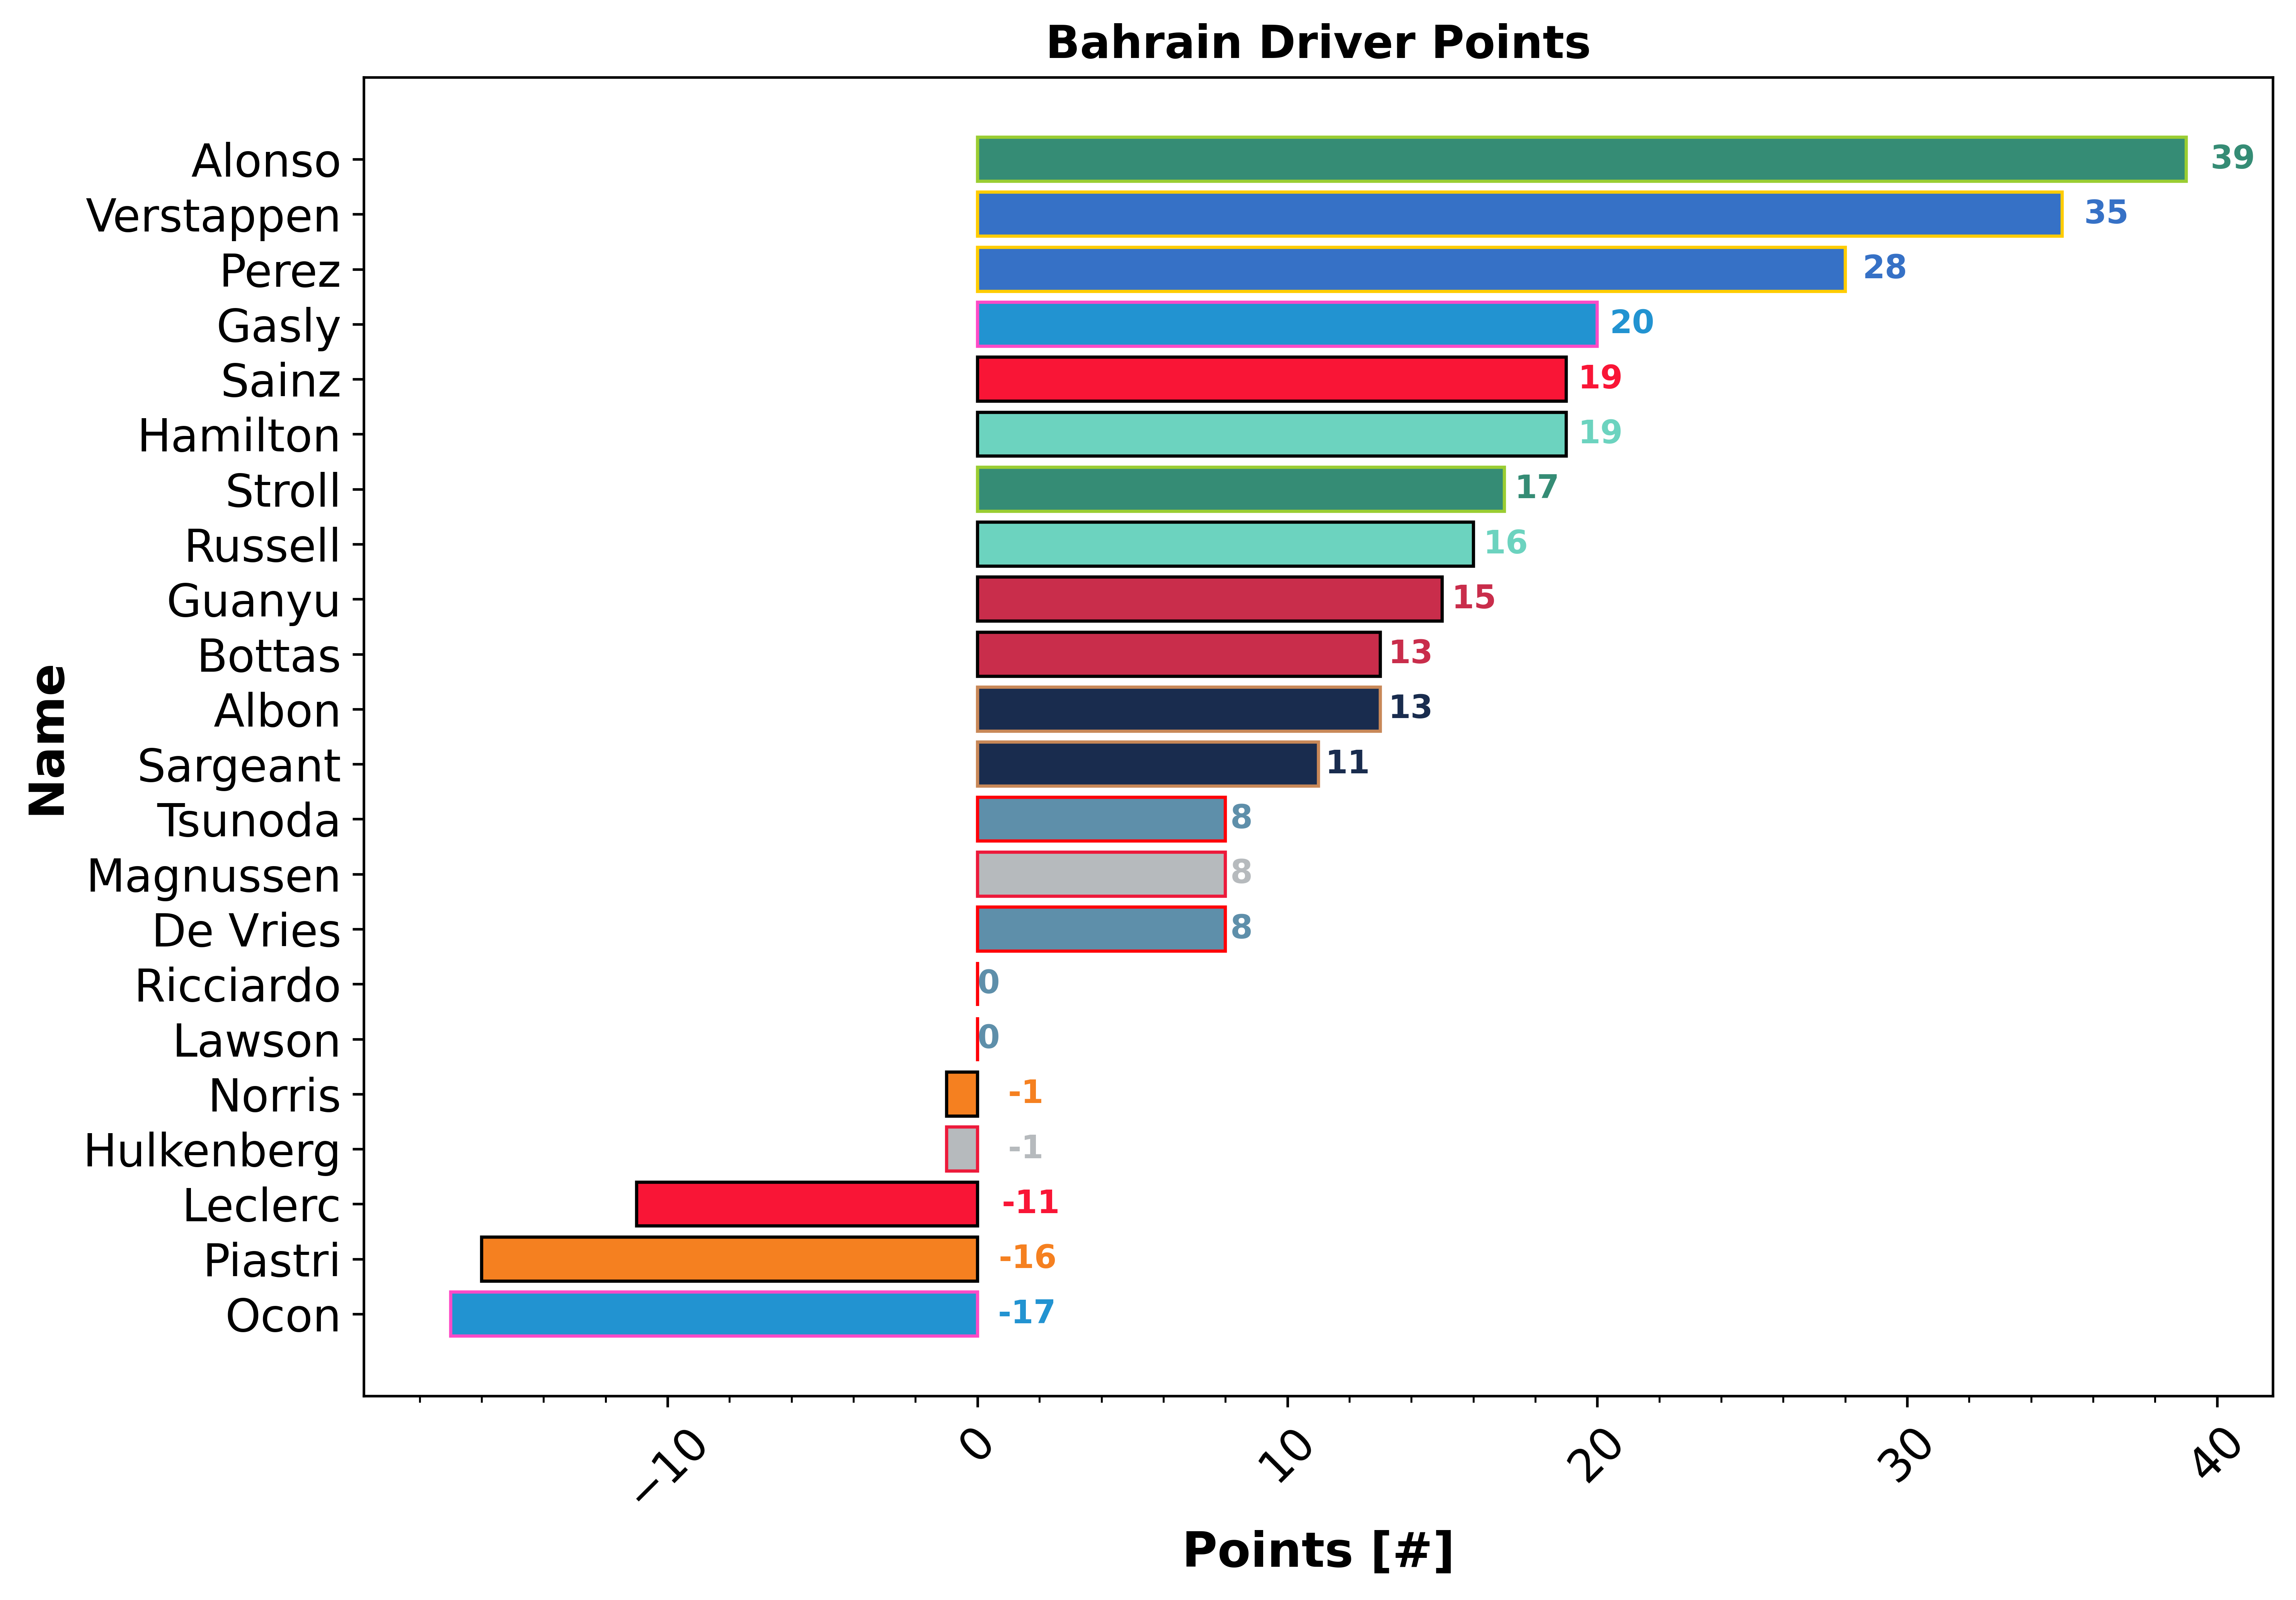 Bahrain Driver Points
Name
Alonso 39
Verstappen 35
Perez 28
Gasly 20
Sainz 19
Hamilton 19
Stroll 17
Russell 16
Guanyu 15
Bottas 13
Albon 13
Sargeant 11
Tsunoda 8
Magnussen 8
De Vries 8
Ricciardo 0
Lawson 0
Norris -1
Hulkenberg -1
Leclerc -11
Piastri -16
Ocon -17
−10 0 10 20 30 40
Points [#]